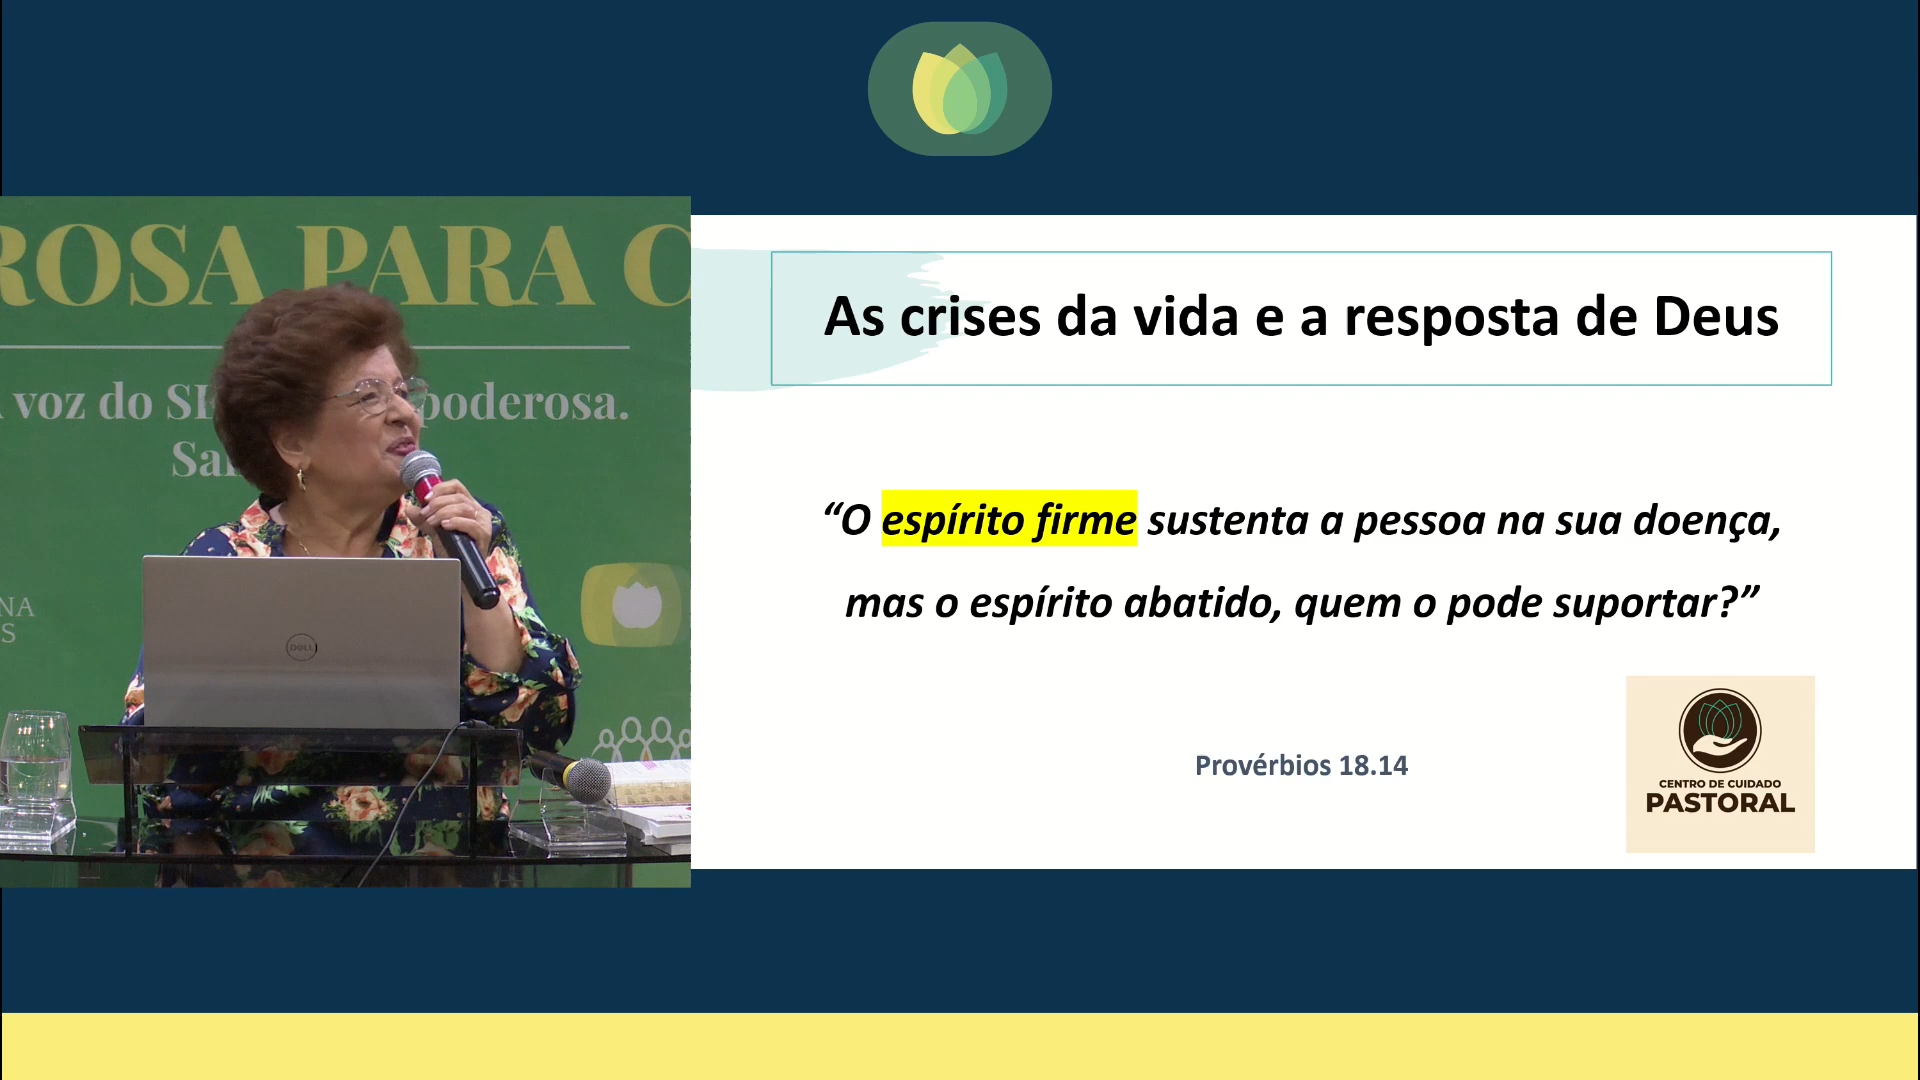 ROSA PARA
voz do poderosa.
NA
S
DELL
As crises da vida e a resposta de Deus
“O espírito firme sustenta a pessoa na sua doença,
mas o espírito abatido, quem o pode suportar?”
Provérbios 18.14
CENTRO DE CUIDADO
PASTORAL